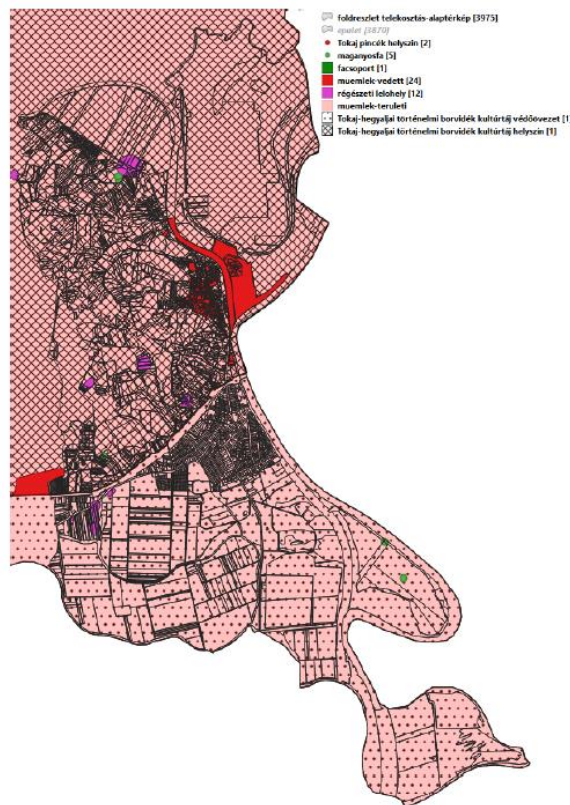 foldreszlet telekosztás-alaptérkép [3975]
epulet [3870]
Tokaj pincék helyszin [2]
maganyosfa [5]
facsoport [1]
muemlek-vedett [24]
régészeti lelohely [12]
muemlek-teruleti
Tokaj-hegyaljai történelmi borvidék kultúrtáj védőövezet [1
Tokaj-hegyaljai történelmi borvidék kultúrtáj helyszín [1]